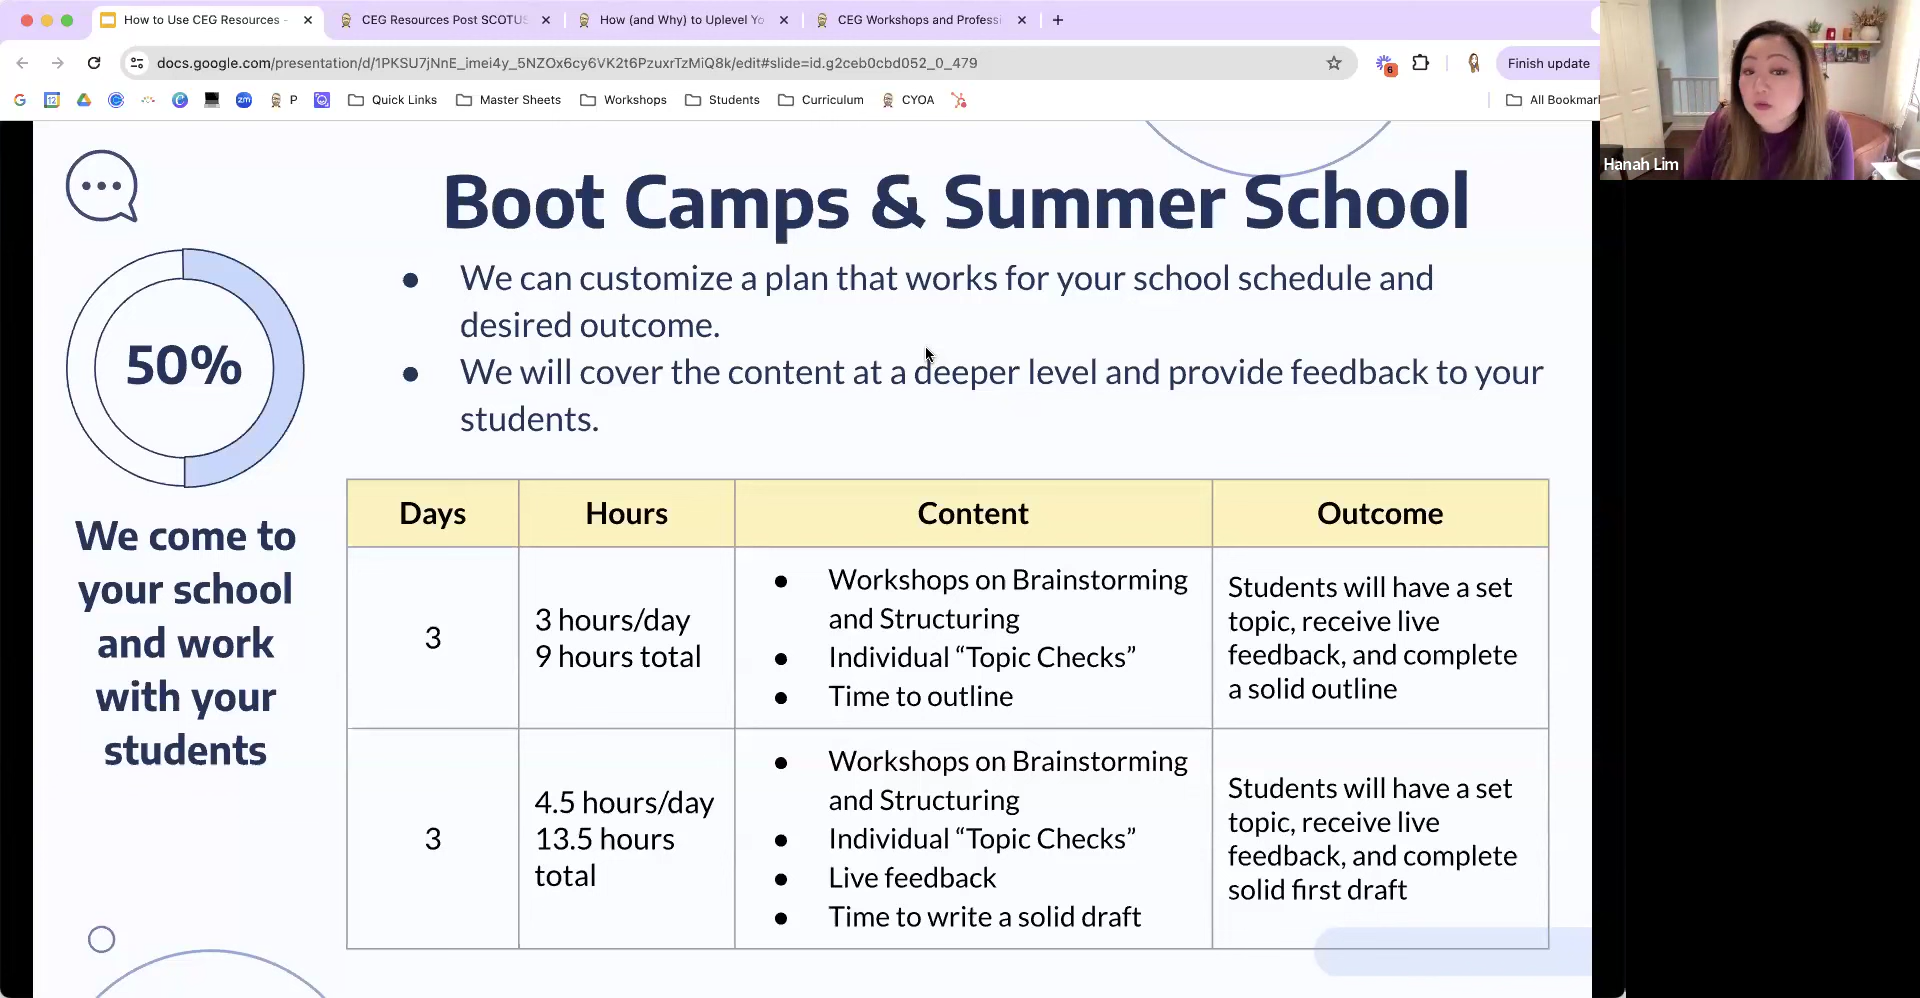 How to Use CEG Resources -
CEG Resources Post SCOTUS
How (and Why) to Uplevel Yo
CEG Workshops and Professi
docs.google.com/presentation/d/1PKSU7jNnE_imei4y_5NZOx6cy6VK2t6PzuxrTzMiQ8k/edit#slide=id.g2ceb0cbd052_0_479
6
Finish update
G
12
zm
P
Quick Links
Master Sheets
Workshops
Students
Curriculum
CYOA
All Bookmar
Hanah Lim
Boot Camps & Summer School
● We can customize a plan that works for your school schedule and
desired outcome.
● We will cover the content at a deeper level and provide feedback to your
students.
50%
We come to
your school
and work
with your
students
Days
Hours
Content
Outcome
3
3 hours/day
9 hours total
● Workshops on Brainstorming
and Structuring
● Individual “Topic Checks”
● Time to outline
Students will have a set
topic, receive live
feedback, and complete
a solid outline
3
4.5 hours/day
13.5 hours
total
● Workshops on Brainstorming
and Structuring
● Individual “Topic Checks”
● Live feedback
● Time to write a solid draft
Students will have a set
topic, receive live
feedback, and complete
solid first draft